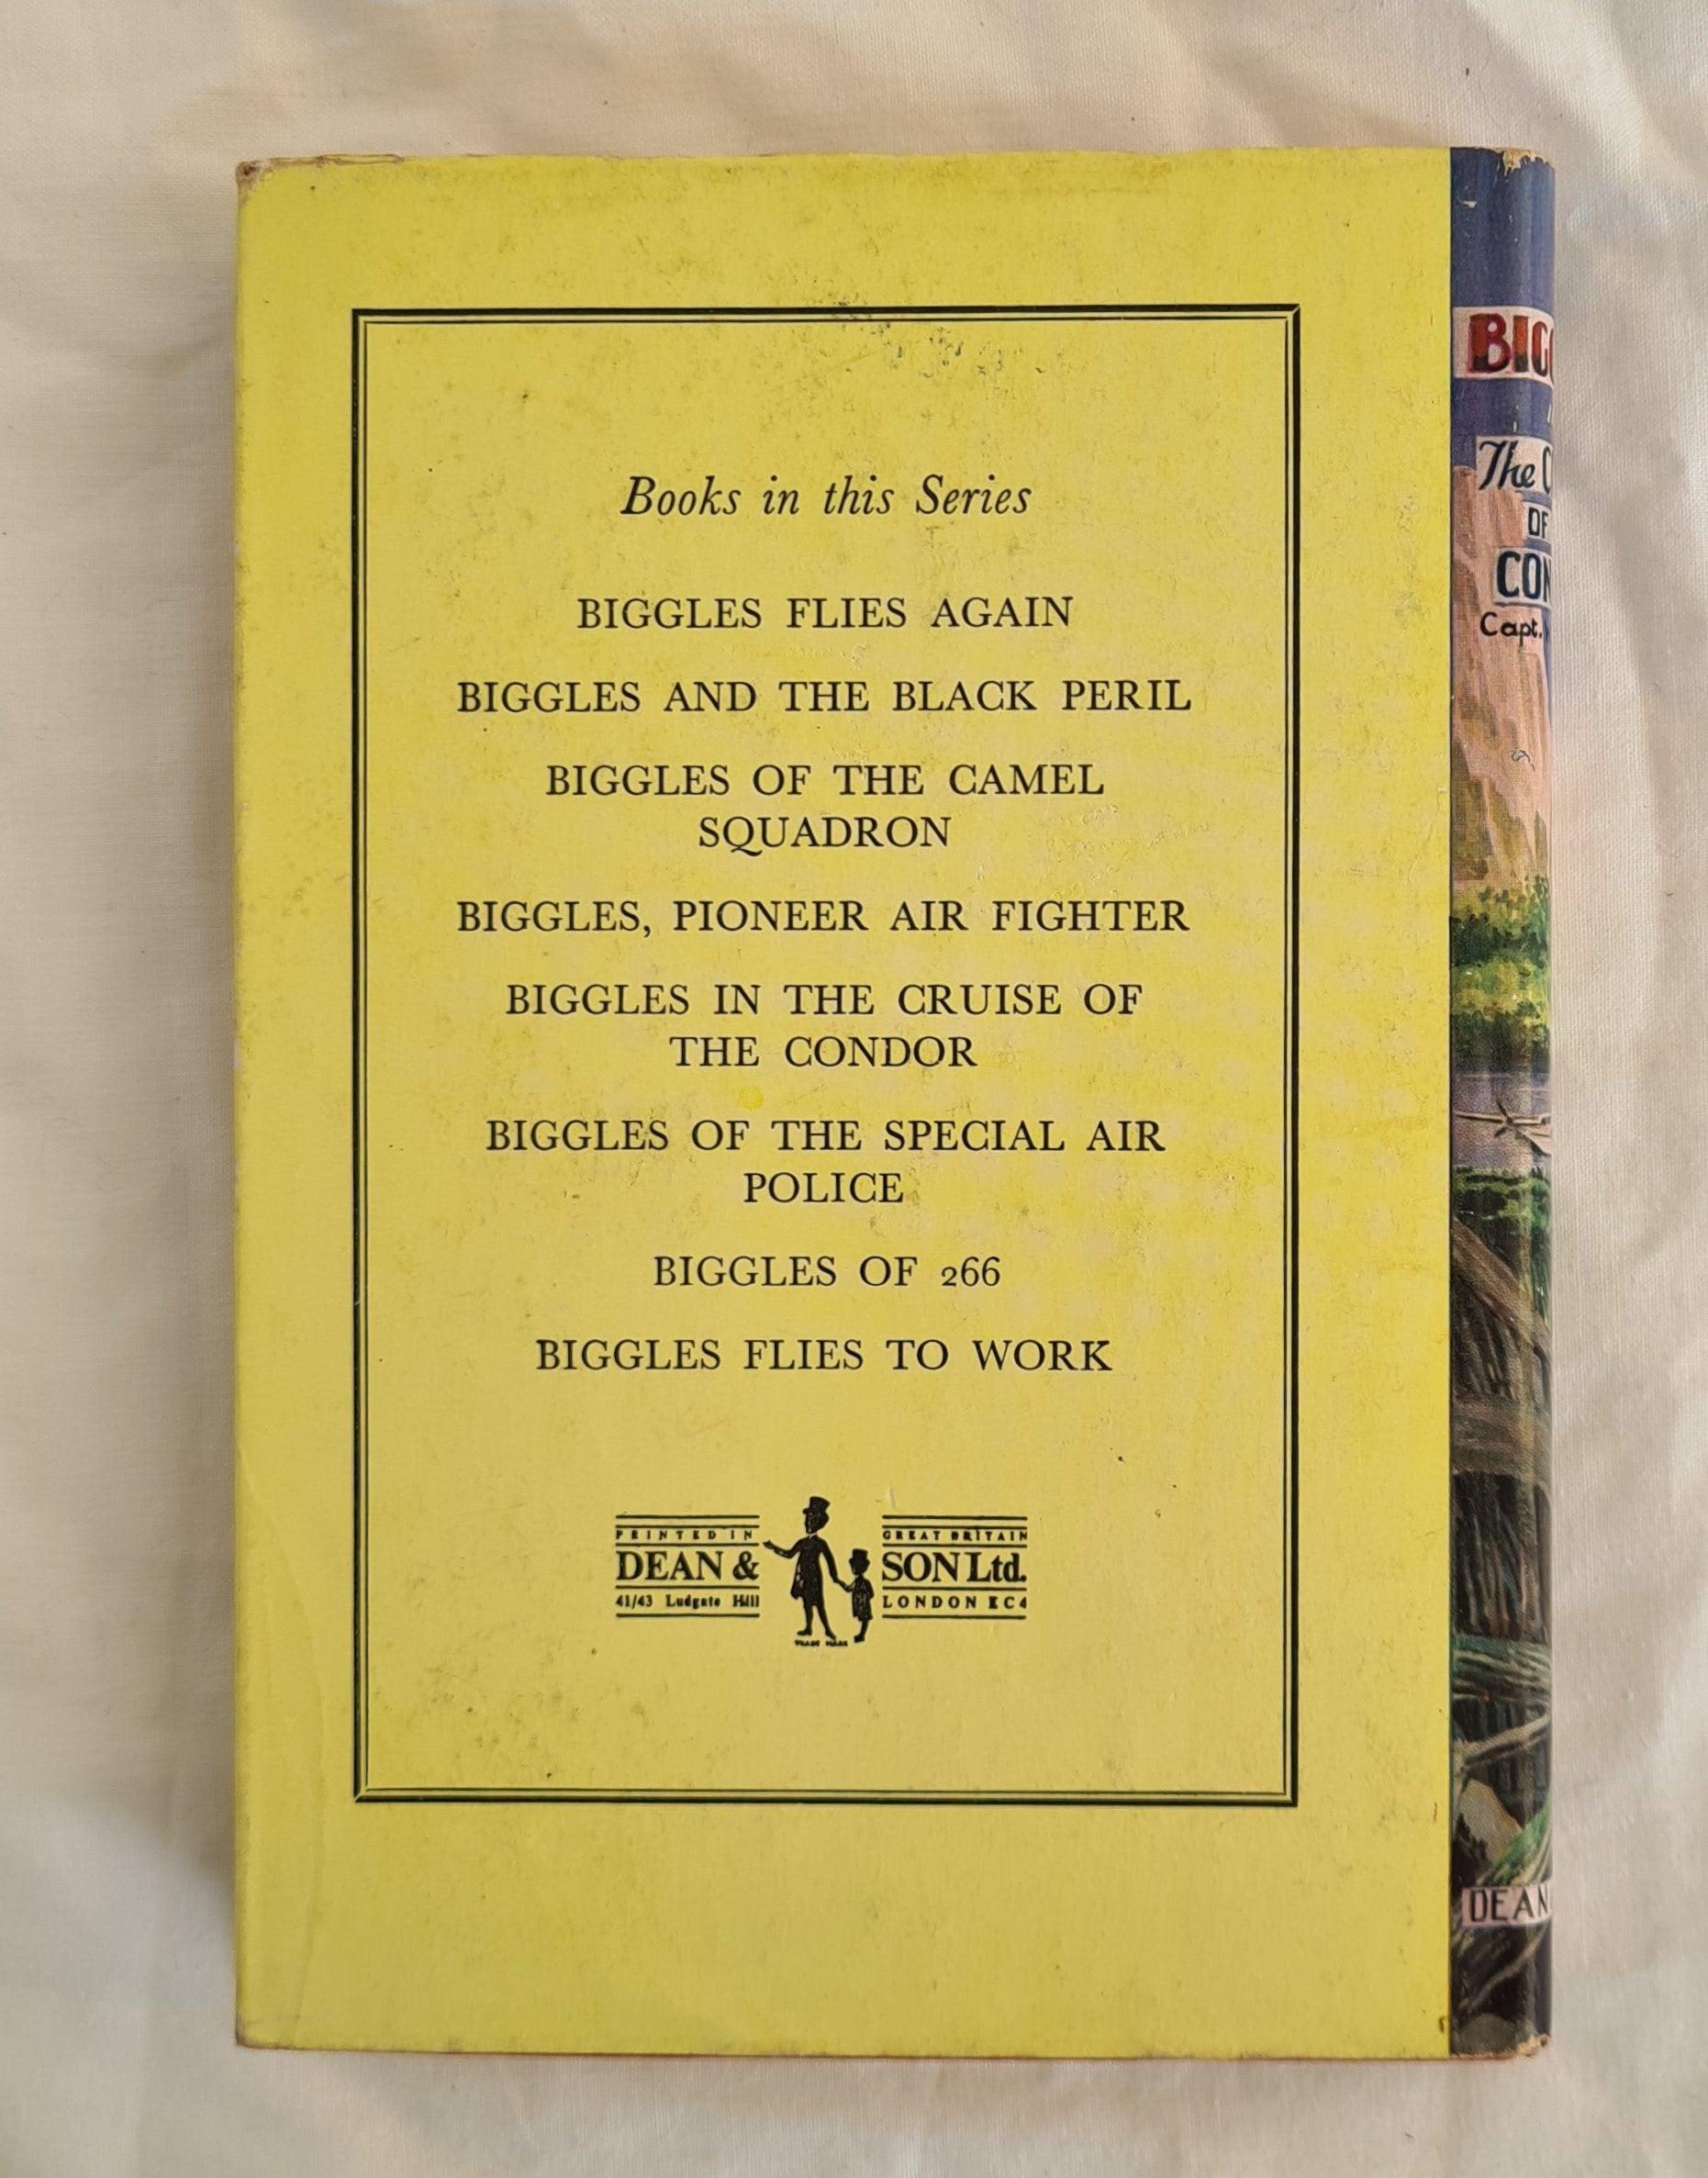 Books in this Series
BIGGLES FLIES AGAIN
BIGGLES AND THE BLACK PERIL
BIGGLES OF THE CAMEL
SQUADRON
BIGGLES, PIONEER AIR FIGHTER
BIGGLES IN THE CRUISE OF
THE CONDOR
BIGGLES OF THE SPECIAL AIR
POLICE
BIGGLES OF 266
BIGGLES FLIES TO WORK
PRINTED IN GREAT BRITAIN
DEAN & SON Ltd.
41/43 Ludgate Hill LONDON EC4
TRADE MARK
BIGG
The C
OF
CON
Capt.
DEAN